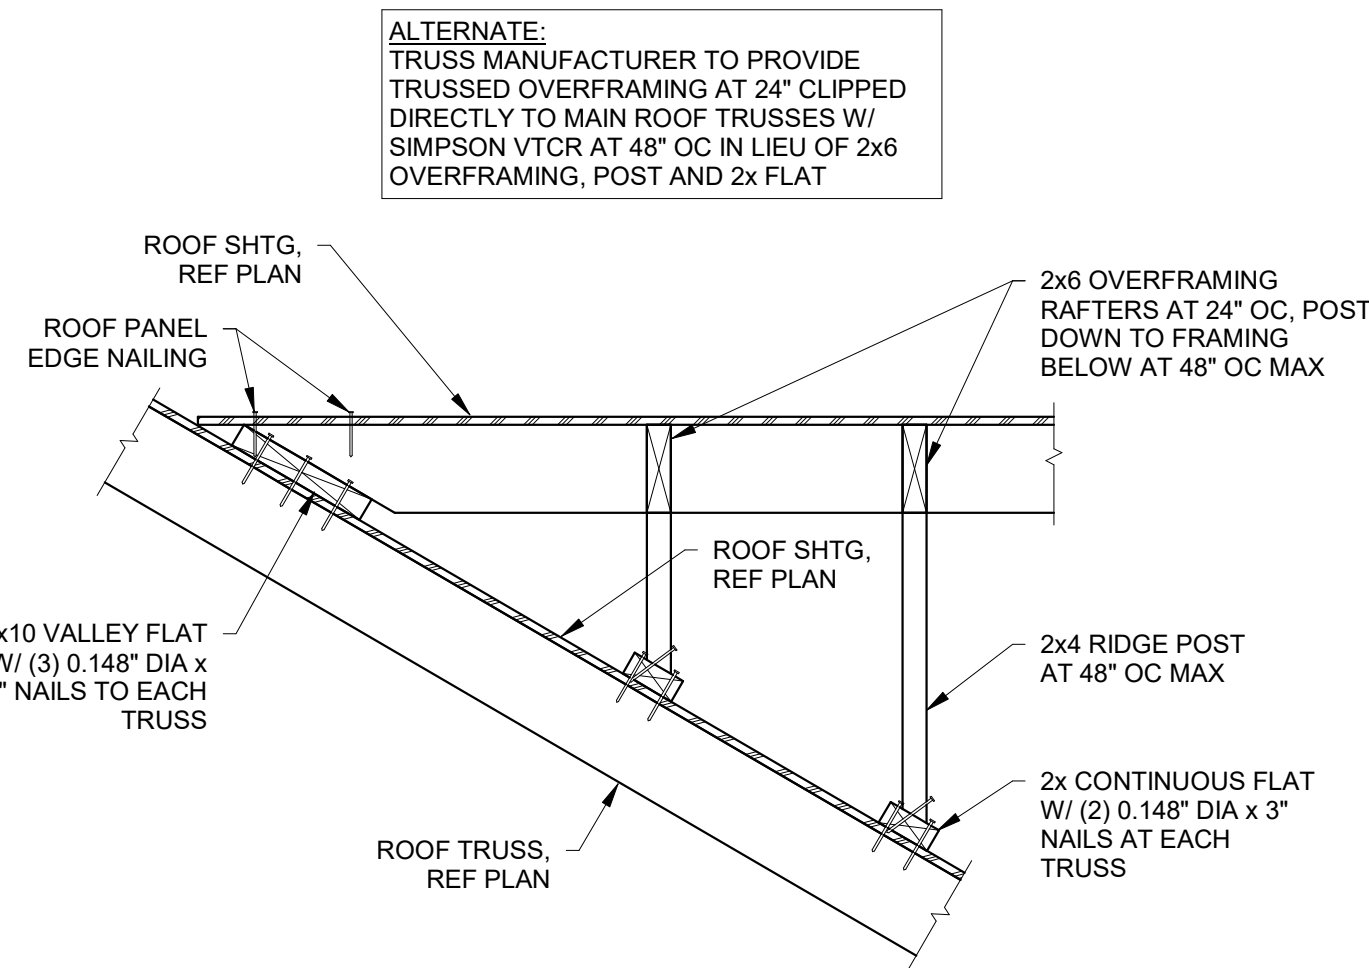 ALTERNATE:
TRUSS MANUFACTURER TO PROVIDE
TRUSSED OVERFRAMING AT 24" CLIPPED
DIRECTLY TO MAIN ROOF TRUSSES W/
SIMPSON VTCR AT 48" OC IN LIEU OF 2x6
OVERFRAMING, POST AND 2x FLAT
ROOF SHTG,
REF PLAN
ROOF PANEL
EDGE NAILING
2x6 OVERFRAMING
RAFTERS AT 24" OC, POST
DOWN TO FRAMING
BELOW AT 48" OC MAX
ROOF SHTG,
REF PLAN
x10 VALLEY FLAT
W/ (3) 0.148" DIA x
" NAILS TO EACH
TRUSS
2x4 RIDGE POST
AT 48" OC MAX
2x CONTINUOUS FLAT
W/ (2) 0.148" DIA x 3"
NAILS AT EACH
TRUSS
ROOF TRUSS,
REF PLAN